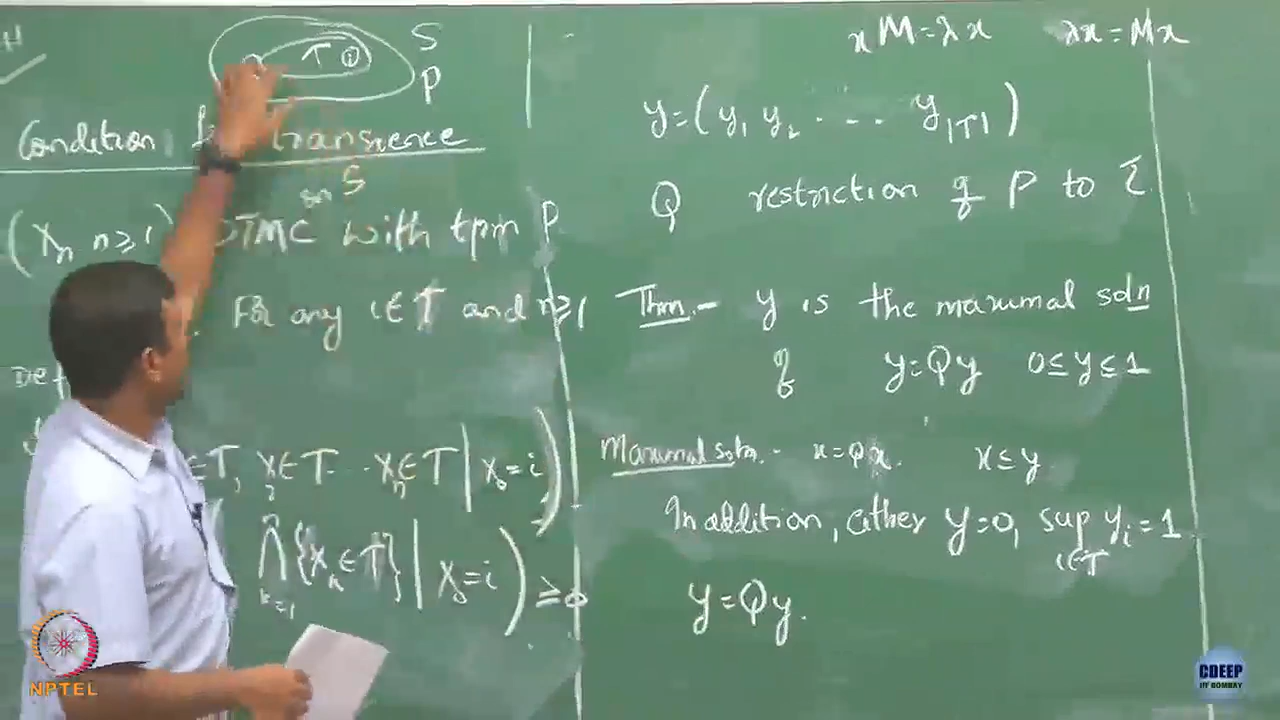 T i S
P
Condition, transience
on S
(Xn n≥1) DTMC with tpm P
For any i∈T and n≥1
∈T, X2∈T ... Xn∈T | X0=i)
n
∩ {Xk∈T} | X0=i) ≥0
k=1
xM=λx λx=Mx
y=(y1 y2 ... y|T|)
Q restriction of P to T
Thm.- y is the maximal soln
of y=Qy 0≤y≤1
Maximal soln.- x=Qx. x≤y
In addition, either y=0, sup yi=1
i∈T
y=Qy.
NPTEL
CDEEP
IIT BOMBAY